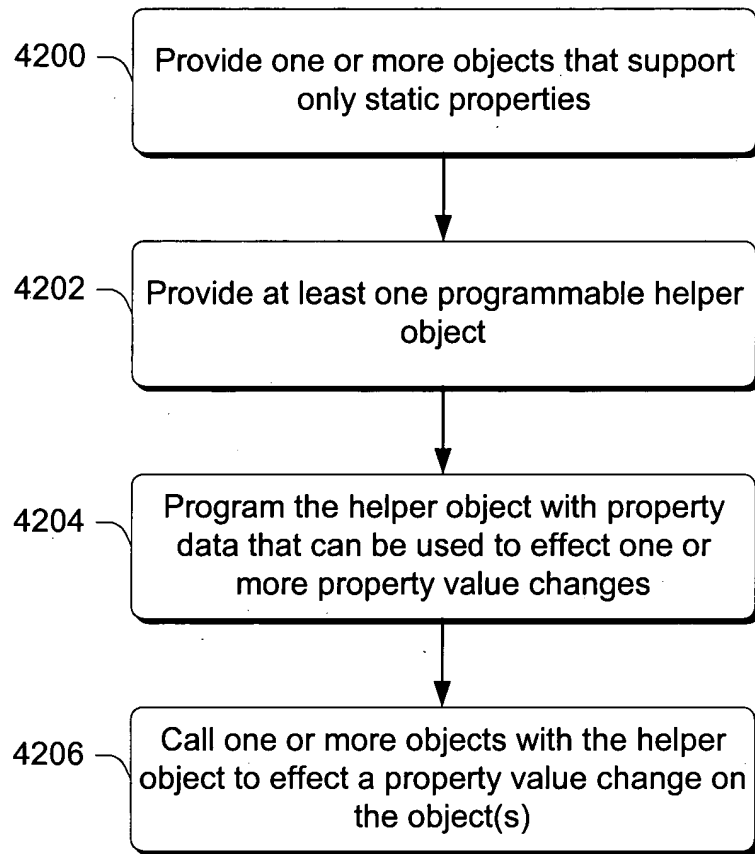 4200
Provide one or more objects that support
only static properties
4202
Provide at least one programmable helper
object
4204
Program the helper object with property
data that can be used to effect one or
more property value changes
4206
Call one or more objects with the helper
object to effect a property value change on
the object(s)